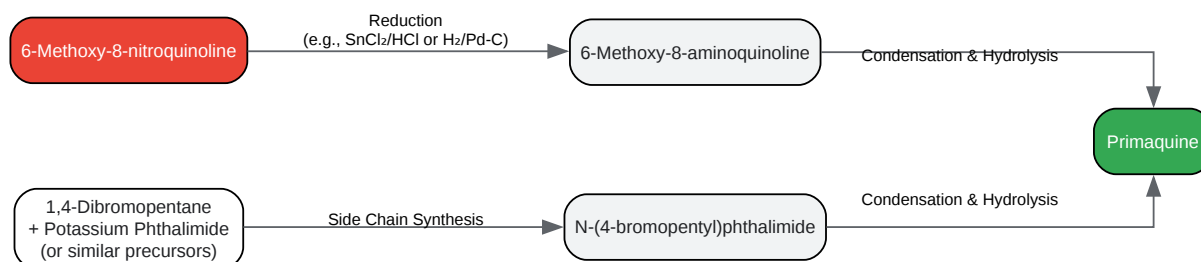 6-Methoxy-8-nitroquinoline
Reduction
(e.g., SnCl₂/HCl or H₂/Pd-C)
6-Methoxy-8-aminoquinoline
Condensation & Hydrolysis
Primaquine
1,4-Dibromopentane
+ Potassium Phthalimide
(or similar precursors)
Side Chain Synthesis
N-(4-bromopentyl)phthalimide
Condensation & Hydrolysis